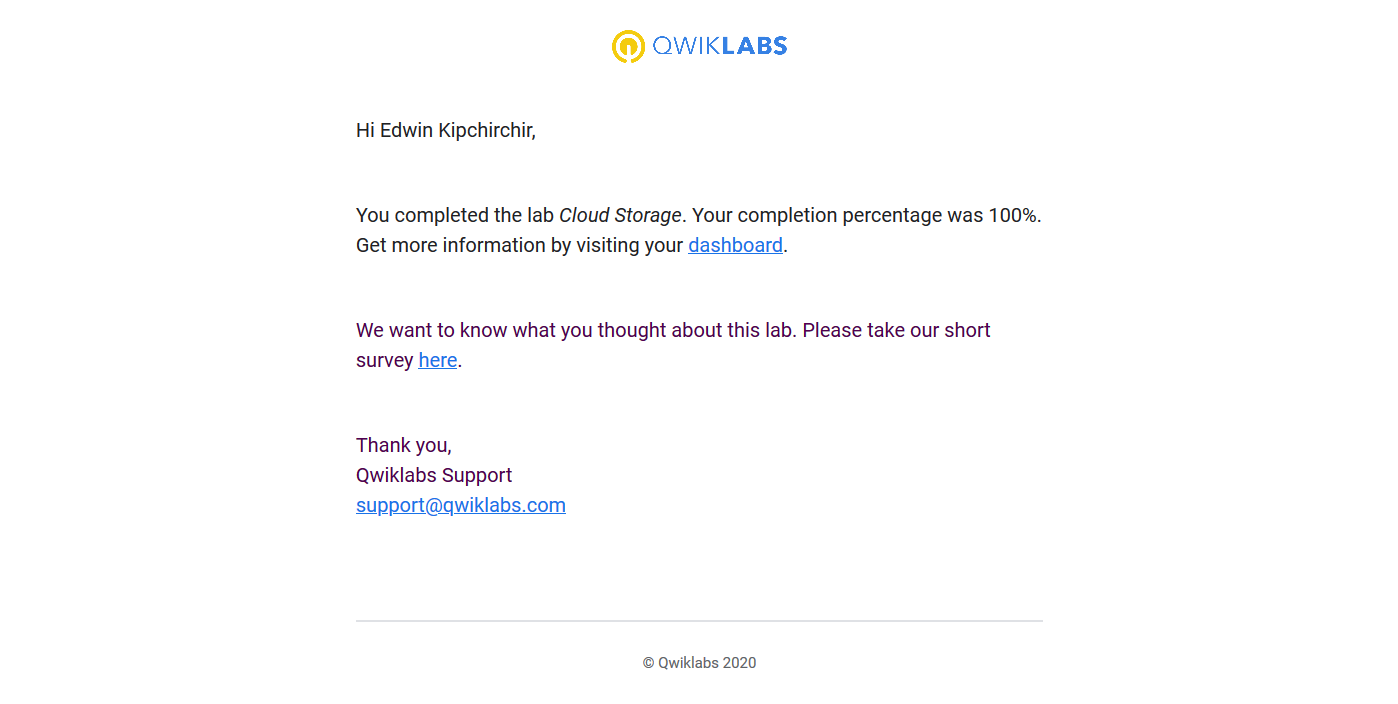 QWIKLABS
Hi Edwin Kipchirchir,
You completed the lab Cloud Storage. Your completion percentage was 100%.
Get more information by visiting your dashboard.
We want to know what you thought about this lab. Please take our short
survey here.
Thank you,
Qwiklabs Support
support@qwiklabs.com
© Qwiklabs 2020